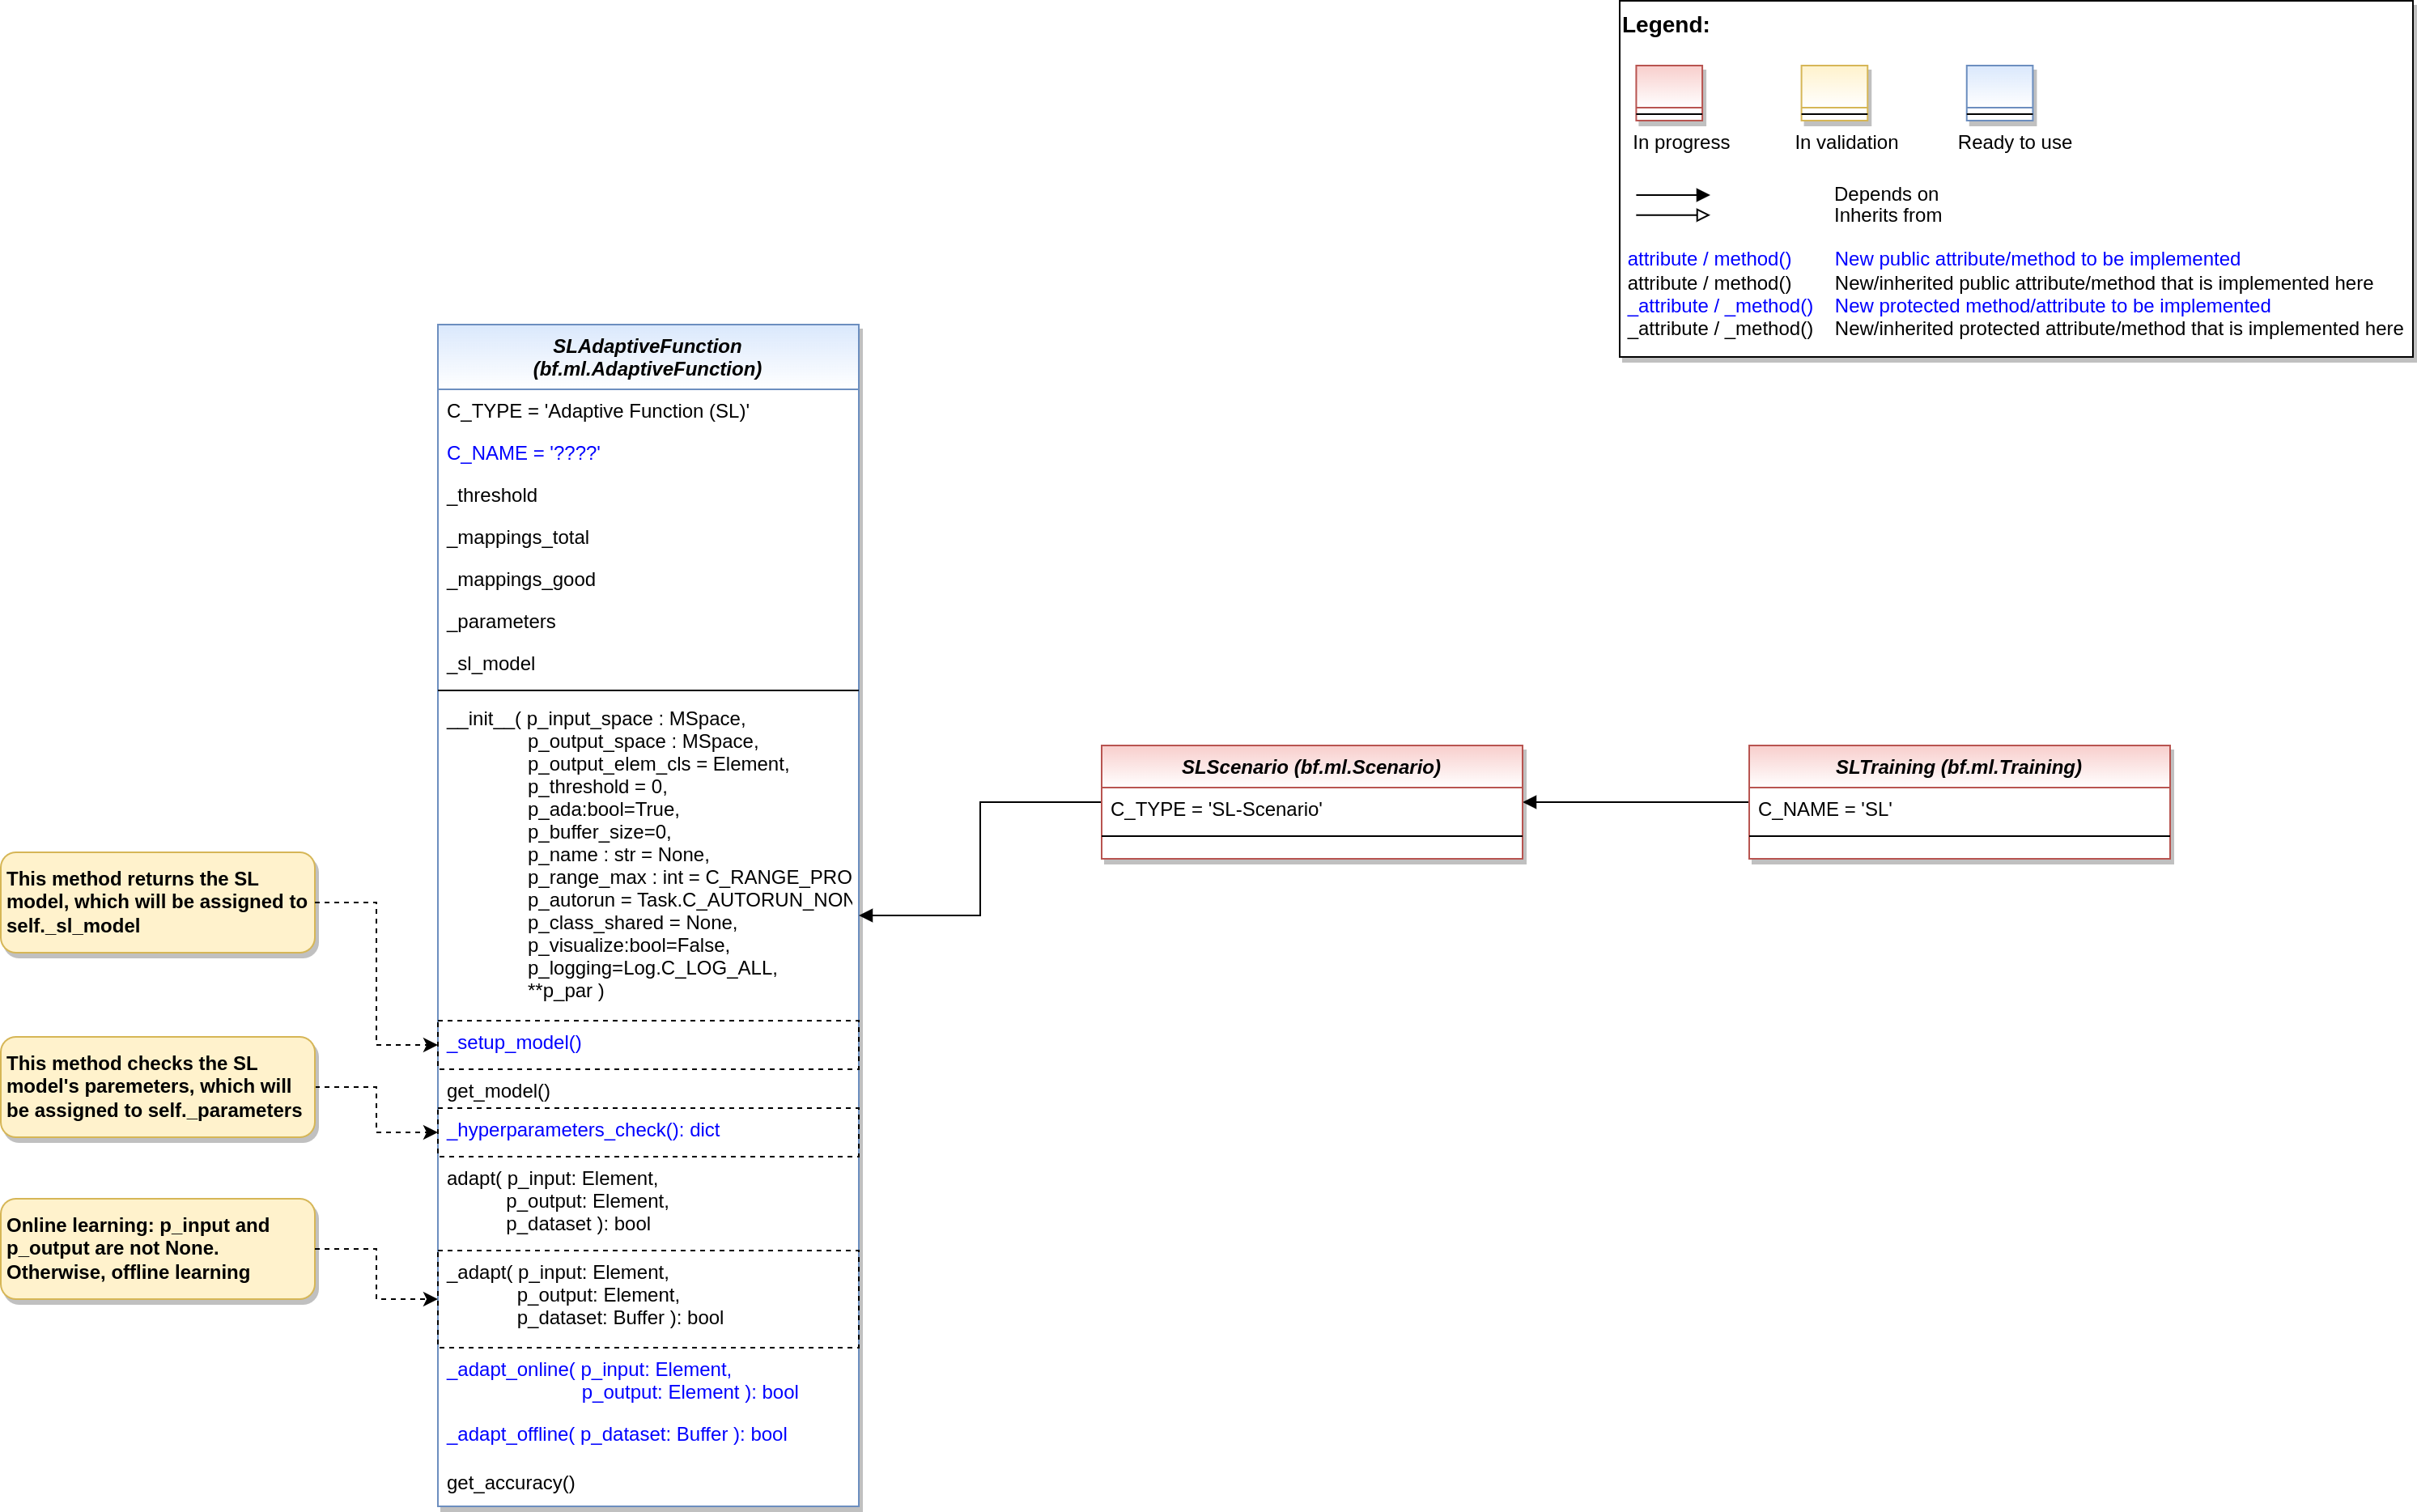 Legend:
In progress
In validation
Ready to use
Depends on
Inherits from
attribute / method() New public attribute/method to be implemented
attribute / method() New/inherited public attribute/method that is implemented here
_attribute / _method() New protected method/attribute to be implemented
_attribute / _method() New/inherited protected attribute/method that is implemented here
SLAdaptiveFunction
(bf.ml.AdaptiveFunction)
C_TYPE = 'Adaptive Function (SL)'
C_NAME = '????'
_threshold
_mappings_total
_mappings_good
_parameters
_sl_model
__init__( p_input_space : MSpace,
p_output_space : MSpace,
p_output_elem_cls = Element,
p_threshold = 0,
p_ada:bool=True,
p_buffer_size=0,
p_name : str = None,
p_range_max : int = C_RANGE_PRO
p_autorun = Task.C_AUTORUN_NON
p_class_shared = None,
p_visualize:bool=False,
p_logging=Log.C_LOG_ALL,
**p_par )
_setup_model()
get_model()
_hyperparameters_check(): dict
adapt( p_input: Element,
p_output: Element,
p_dataset ): bool
_adapt( p_input: Element,
p_output: Element,
p_dataset: Buffer ): bool
_adapt_online( p_input: Element,
p_output: Element ): bool
_adapt_offline( p_dataset: Buffer ): bool
get_accuracy()
SLScenario (bf.ml.Scenario)
C_TYPE = 'SL-Scenario'
SLTraining (bf.ml.Training)
C_NAME = 'SL'
This method returns the SL
model, which will be assigned to
self._sl_model
This method checks the SL
model's paremeters, which will
be assigned to self._parameters
Online learning: p_input and
p_output are not None.
Otherwise, offline learning